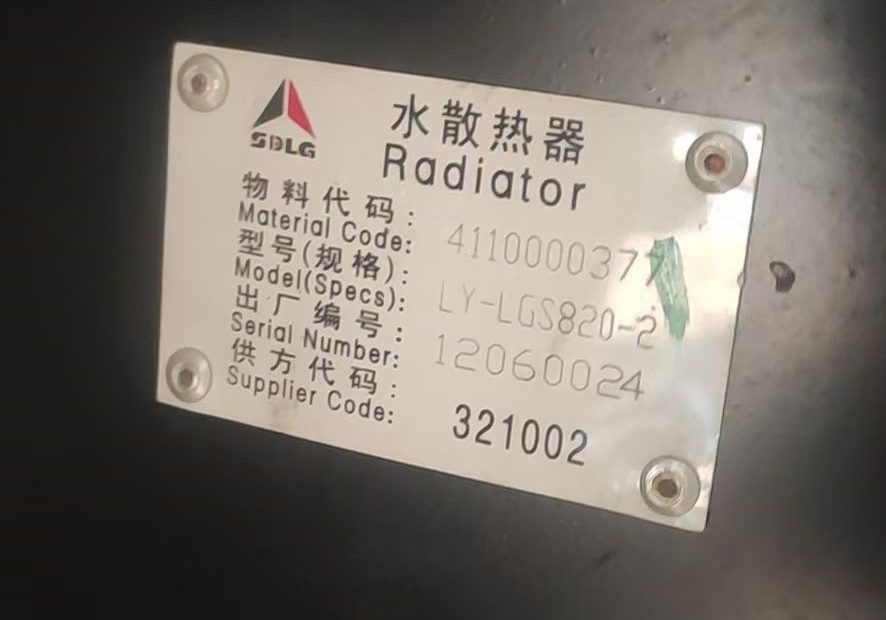 SDLG
水散热器
Radiator
物料代码:
Material Code: 4110000377
型号(规格):
Model(Specs): LY-LGS820-2
出厂编号:
Serial Number: 12060024
供方代码:
Supplier Code: 321002